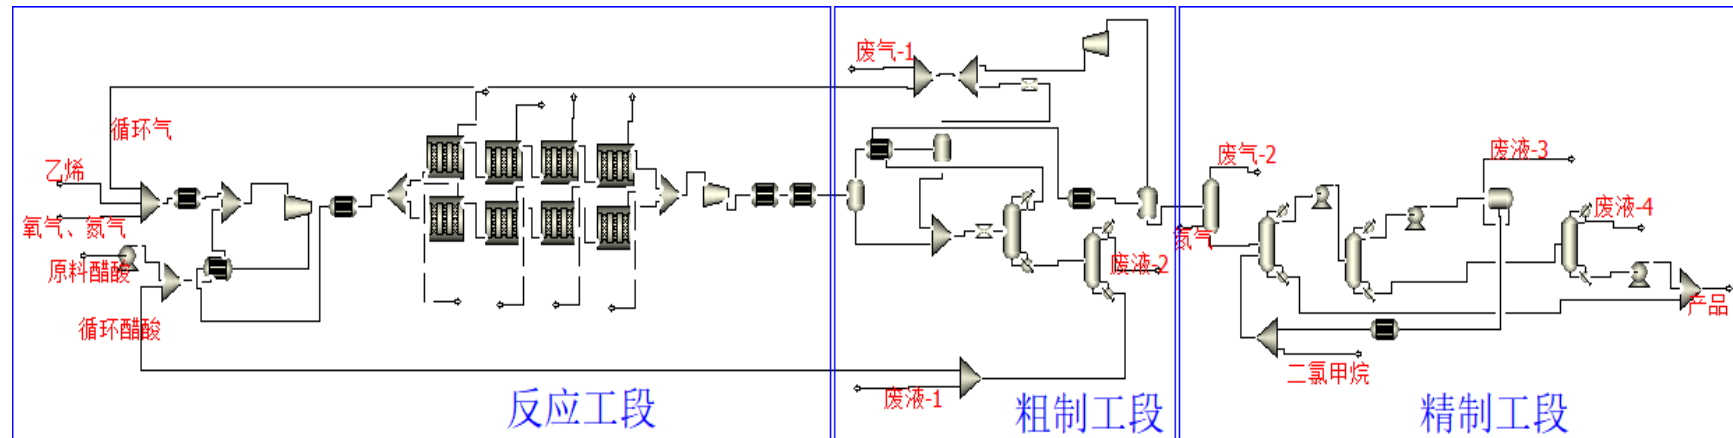 循环气
乙烯
氧气、氮气
原料醋酸
循环醋酸
反应工段
废气-1
废液-2
废液-1
粗制工段
废气-2
氮气
废液-3
废液-4
产品
二氯甲烷
精制工段